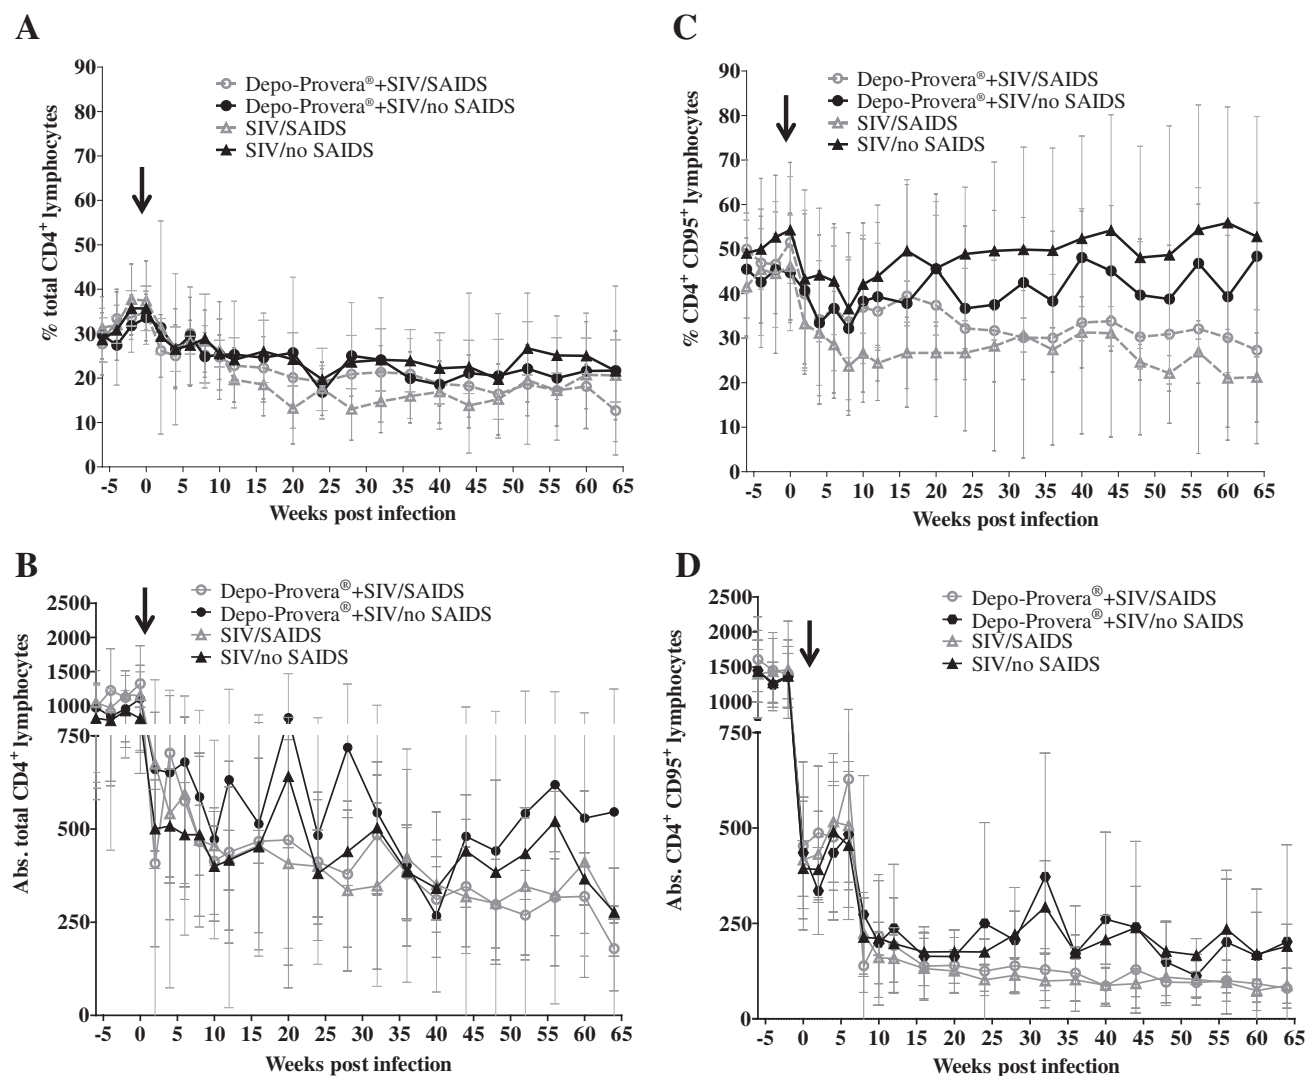 A
% total CD4+ lymphocytes
90
80
70
60
50
40
30
20
10
0
Depo-Provera®+SIV/SAIDS
Depo-Provera®+SIV/no SAIDS
SIV/SAIDS
SIV/no SAIDS
-5 0 5 10 15 20 25 30 35 40 45 50 55 60 65
Weeks post infection
C
% CD4+ CD95+ lymphocytes
90
80
70
60
50
40
30
20
10
0
Depo-Provera®+SIV/SAIDS
Depo-Provera®+SIV/no SAIDS
SIV/SAIDS
SIV/no SAIDS
-5 0 5 10 15 20 25 30 35 40 45 50 55 60 65
Weeks post infection
B
Abs. total CD4+ lymphocytes
2500
2000
1500
1000
750
500
250
0
Depo-Provera®+SIV/SAIDS
Depo-Provera®+SIV/no SAIDS
SIV/SAIDS
SIV/no SAIDS
-5 0 5 10 15 20 25 30 35 40 45 50 55 60 65
Weeks post infection
D
Abs. CD4+ CD95+ lymphocytes
2500
2000
1500
1000
750
500
250
0
Depo-Provera®+SIV/SAIDS
Depo-Provera®+SIV/no SAIDS
SIV/SAIDS
SIV/no SAIDS
-5 0 5 10 15 20 25 30 35 40 45 50 55 60 65
Weeks post infection